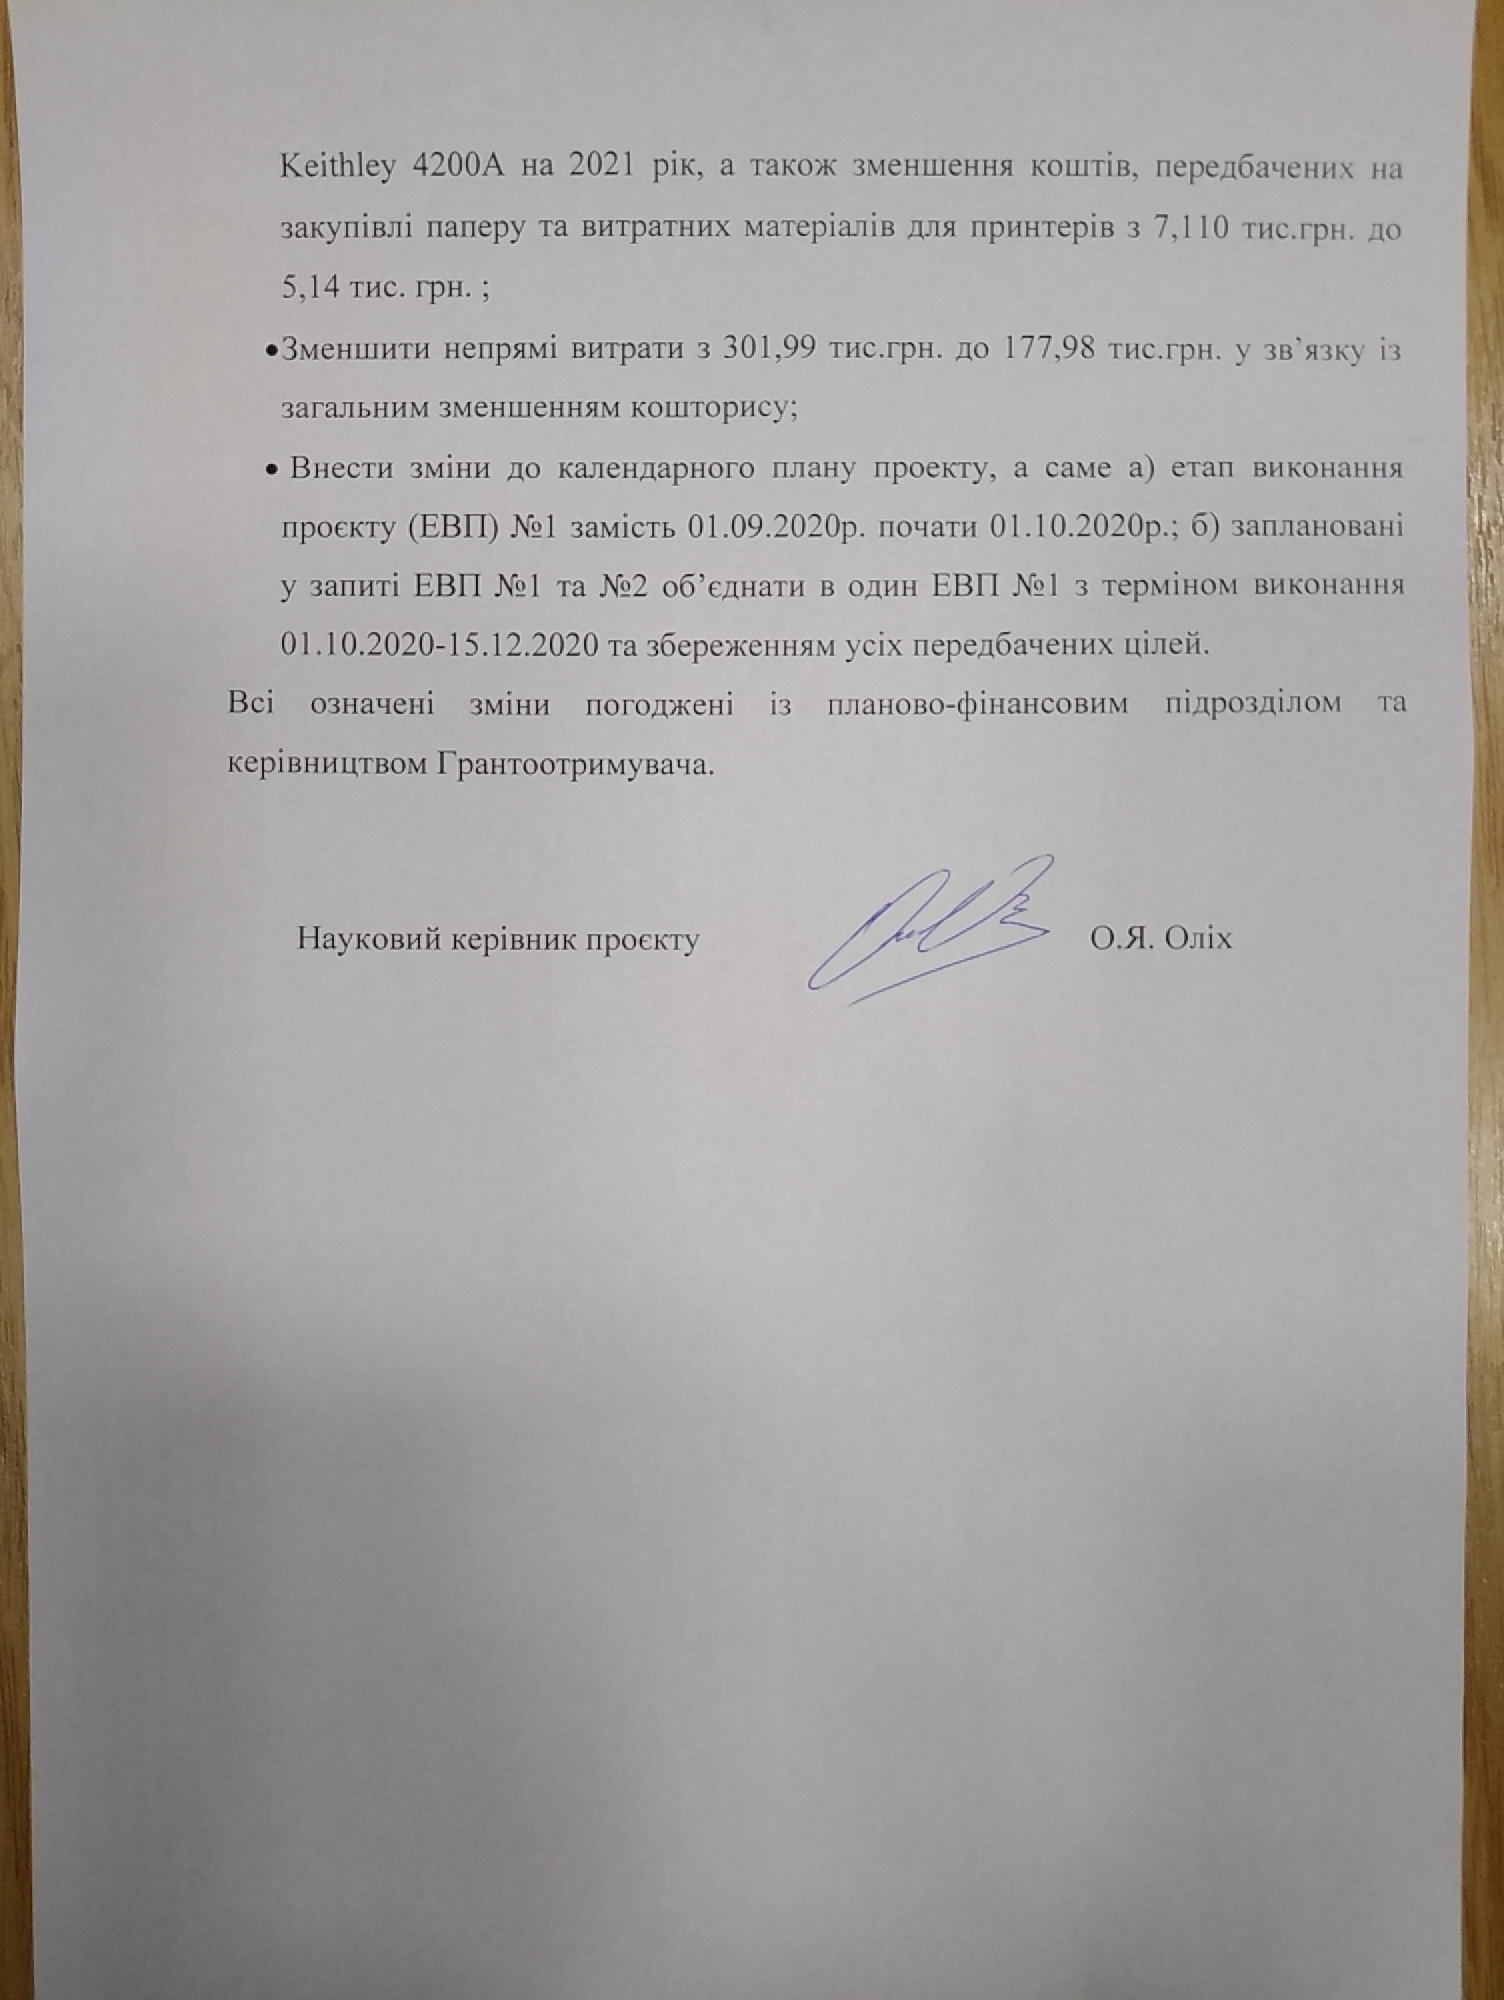 Keithley 4200A на 2021 рік, а також зменшення коштів, передбачених на
закупівлі паперу та витратних матеріалів для принтерів з 7,110 тис.грн. до
5,14 тис. грн. ;
•Зменшити непрямі витрати з 301,99 тис.грн. до 177,98 тис.грн. у зв’язку із
загальним зменшенням кошторису;
• Внести зміни до календарного плану проекту, а саме а) етап виконання
проєкту (ЕВП) №1 замість 01.09.2020р. почати 01.10.2020р.; б) заплановані
у запиті ЕВП №1 та №2 об’єднати в один ЕВП №1 з терміном виконання
01.10.2020-15.12.2020 та збереженням усіх передбачених цілей.
Всі означені зміни погоджені із планово-фінансовим підрозділом та
керівництвом Грантоотримувача.
Науковий керівник проєкту О.Я. Оліх